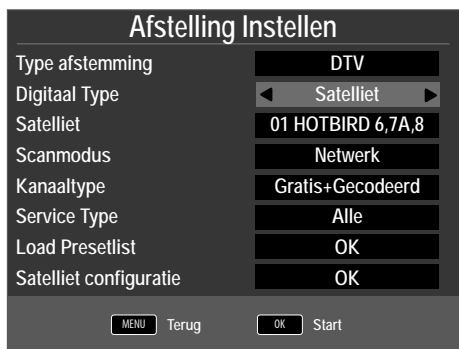 Afstelling Instellen
Type afstemming DTV
Digitaal Type Satelliet
Satelliet 01 HOTBIRD 6,7A,8
Scanmodus Netwerk
Kanaaltype Gratis+Gecodeerd
Service Type Alle
Load Presetlist OK
Satelliet configuratie OK
MENU Terug OK Start